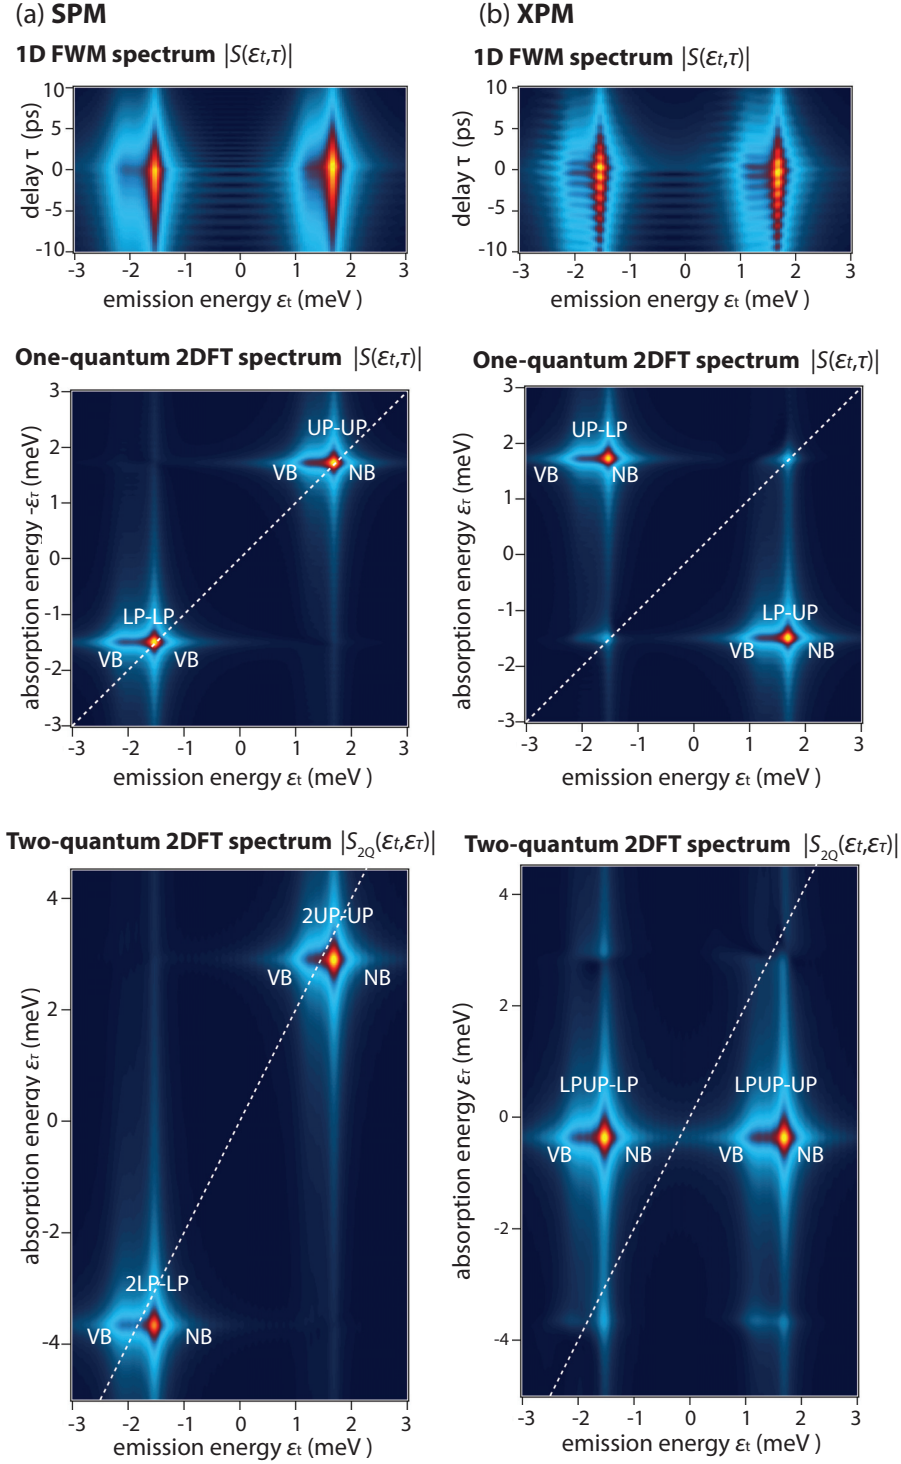 (a) SPM
1D FWM spectrum |S(εt,τ)|
delay τ (ps)
10
5
0
-5
-10
-3 -2 -1 0 1 2 3
emission energy εt (meV )
One-quantum 2DFT spectrum |S(εt,τ)|
absorption energy -ετ (meV)
3
2
1
0
-1
-2
-3
UP-UP
VB NB
LP-LP
VB VB
-3 -2 -1 0 1 2 3
emission energy εt (meV )
Two-quantum 2DFT spectrum |S2Q(εt,ετ)|
absorption energy ετ (meV)
4
2
0
-2
-4
2UP-UP
VB NB
2LP-LP
VB NB
-3 -2 -1 0 1 2 3
emission energy εt (meV )
(b) XPM
1D FWM spectrum |S(εt,τ)|
delay τ (ps)
10
5
0
-5
-10
-3 -2 -1 0 1 2 3
emission energy εt (meV )
One-quantum 2DFT spectrum |S(εt,τ)|
absorption energy ετ (meV)
3
2
1
0
-1
-2
-3
UP-LP
VB NB
LP-UP
VB NB
-3 -2 -1 0 1 2 3
emission energy εt (meV )
Two-quantum 2DFT spectrum |S2Q(εt,ετ)|
absorption energy ετ (meV)
4
2
0
-2
-4
LPUP-LP LPUP-UP
VB NB VB NB
-3 -2 -1 0 1 2 3
emission energy εt (meV )